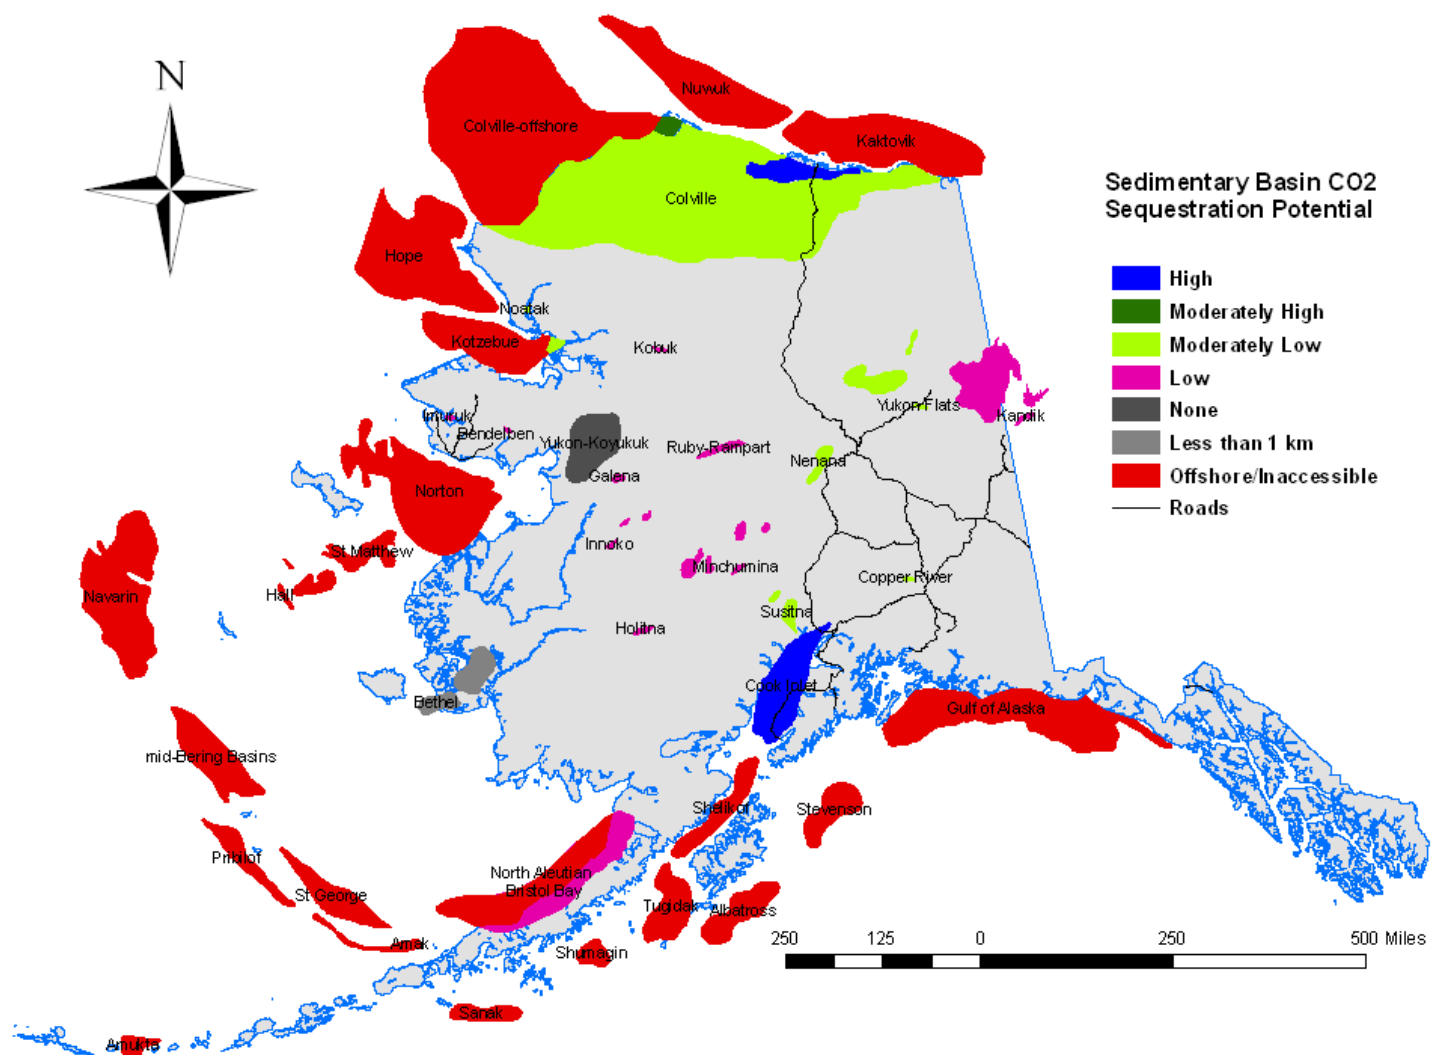 N
Nuwuk
Colville-offshore
Kaktovik
Sedimentary Basin CO2
Sequestration Potential
Colville
Hope
High
Noatak
Moderately High
Kotzebue
Kobuk
Moderately Low
Low
Yukon Flats
Kandik
None
Imuruk
Bendelben
Yukon-Koyukuk
Ruby-Rampart
Less than 1 km
Nenana
Galena
Offshore/Inaccessible
Norton
Roads
St Matthew
Innoko
Minchumina
Copper River
Hall
Navarin
Susitna
Holitna
Cook Inlet
Bethel
Gulf of Alaska
mid-Bering Basins
Shelikof
Stevenson
Pribilof
North Aleutian
Bristol Bay
St George
Tugidak
Albatross
Amak
Shumagin
250 125 0 250 500 Miles
Sanak
Amukta